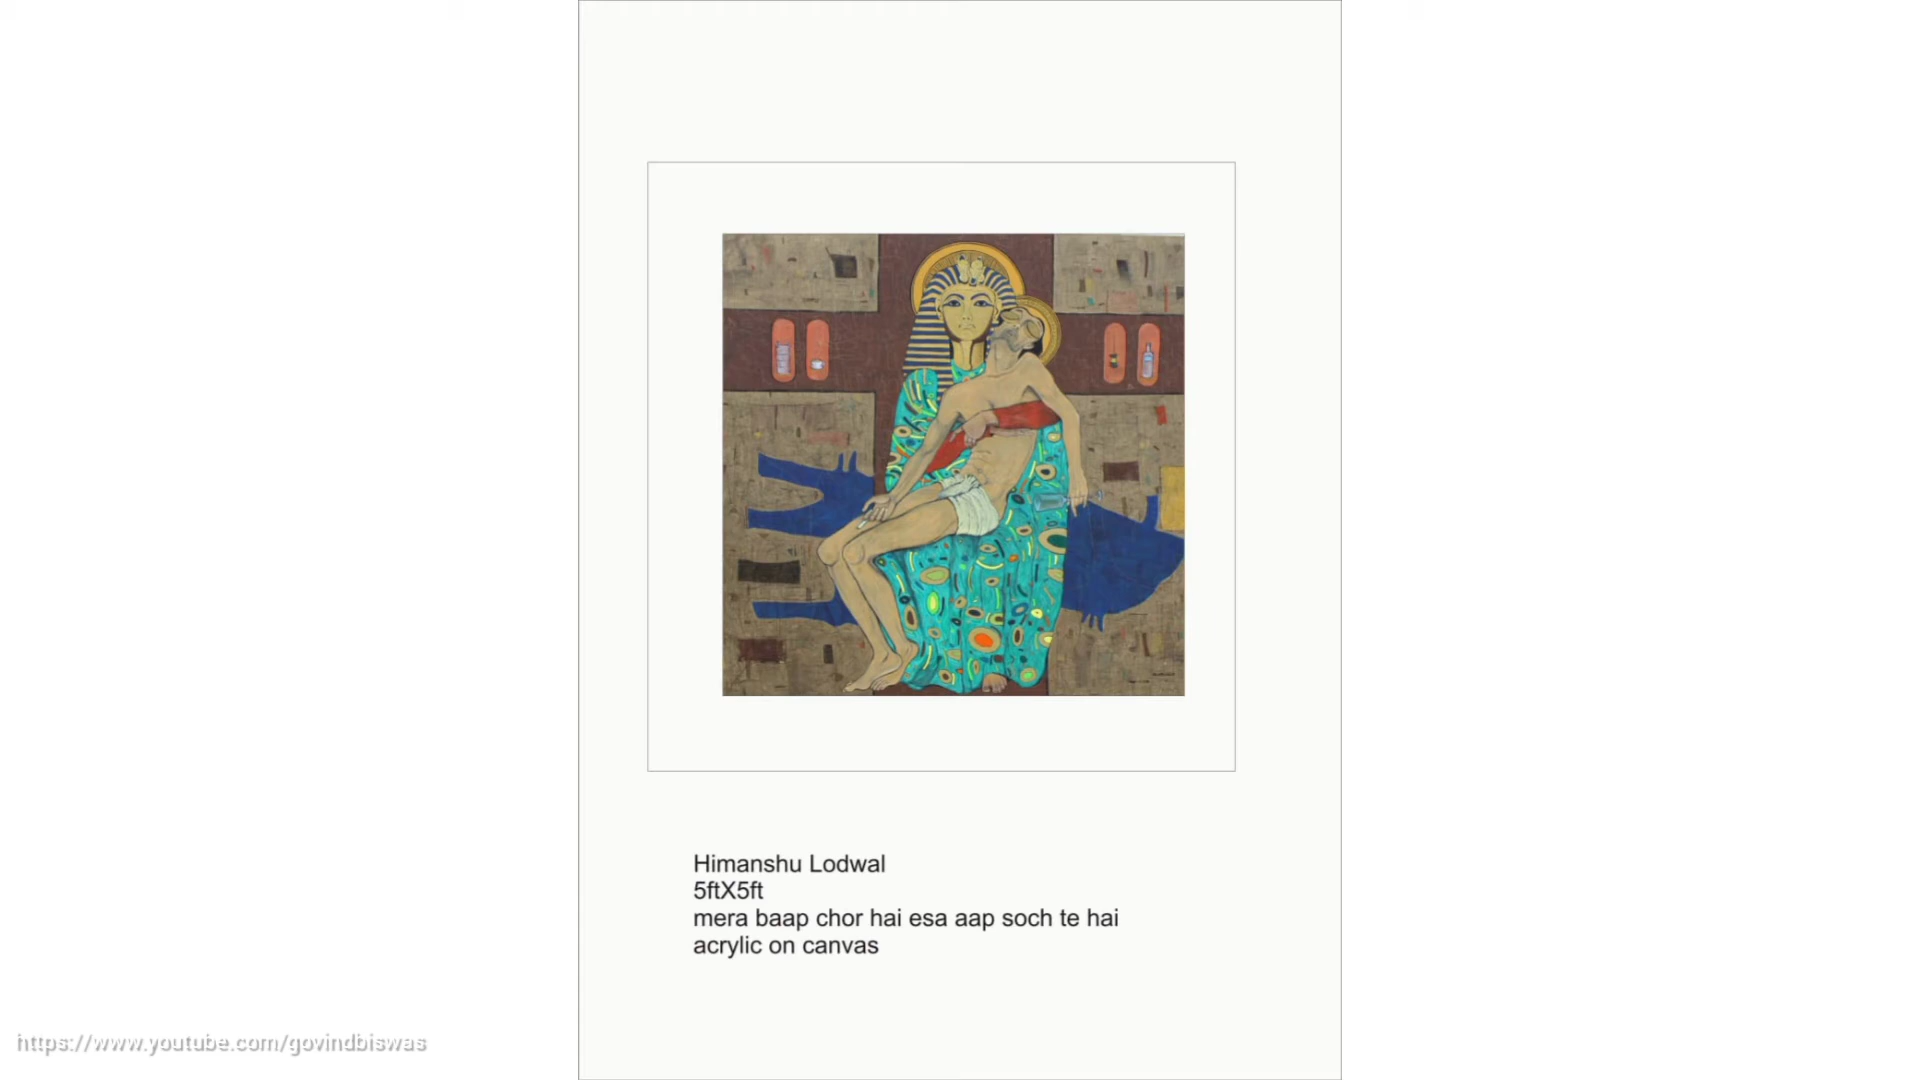 Himanshu Lodwal
5ftX5ft
mera baap chor hai esa aap soch te hai
acrylic on canvas
https://www.youtube.com/govindbiswas